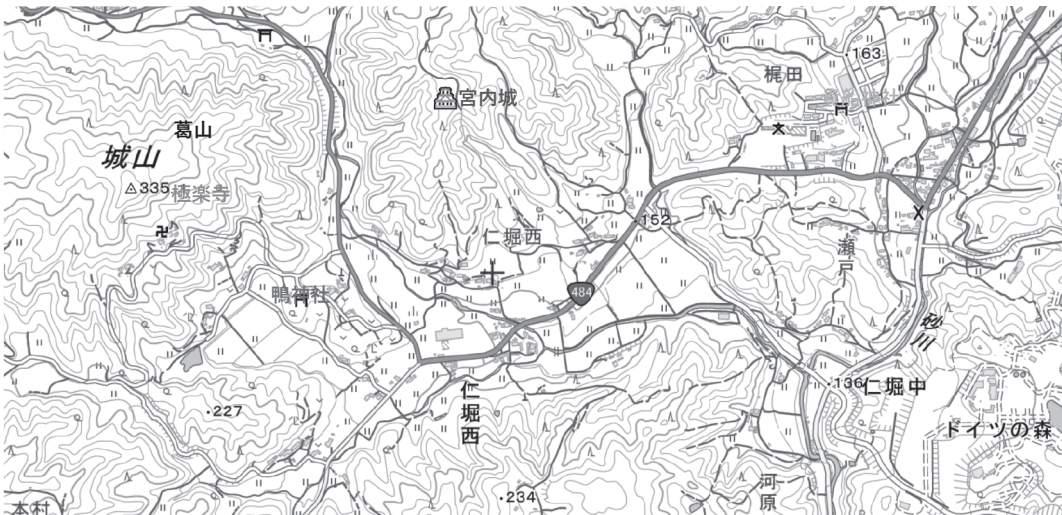 163
梶田
宮内城
葛山
城山
335
極楽寺
152
仁堀西
瀬戸
484
鴨神社
砂川
136
仁堀中
227
仁堀西
ドイツの森
234
河原
本村